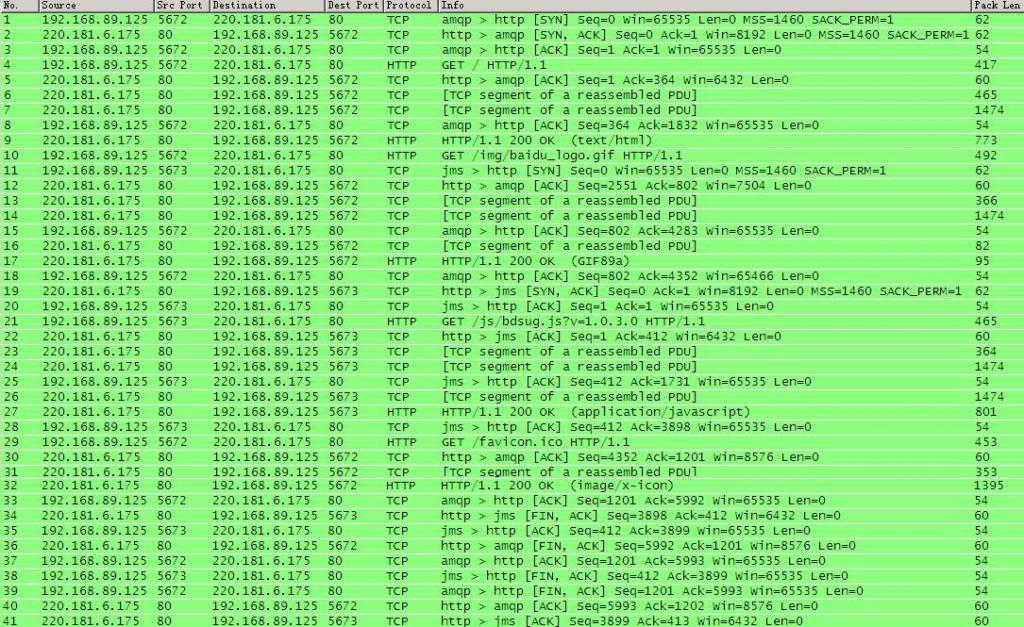 No. Source Src Port Destination Dest Port Protocol Info Pack Len
1 192.168.89.125 5672 220.181.6.175 80 TCP amqp > http [SYN] Seq=0 Win=65535 Len=0 MSS=1460 SACK_PERM=1 62
2 220.181.6.175 80 192.168.89.125 5672 TCP http > amqp [SYN, ACK] Seq=0 Ack=1 Win=8192 Len=0 MSS=1460 SACK_PERM=1 62
3 192.168.89.125 5672 220.181.6.175 80 TCP amqp > http [ACK] Seq=1 Ack=1 Win=65535 Len=0 54
4 192.168.89.125 5672 220.181.6.175 80 HTTP GET / HTTP/1.1 417
5 220.181.6.175 80 192.168.89.125 5672 TCP http > amqp [ACK] Seq=1 Ack=364 Win=6432 Len=0 60
6 220.181.6.175 80 192.168.89.125 5672 TCP [TCP segment of a reassembled PDU] 465
7 220.181.6.175 80 192.168.89.125 5672 TCP [TCP segment of a reassembled PDU] 1474
8 192.168.89.125 5672 220.181.6.175 80 TCP amqp > http [ACK] Seq=364 Ack=1832 Win=65535 Len=0 54
9 220.181.6.175 80 192.168.89.125 5672 HTTP HTTP/1.1 200 OK (text/html) 773
10 192.168.89.125 5672 220.181.6.175 80 HTTP GET /img/baidu_logo.gif HTTP/1.1 492
11 192.168.89.125 5673 220.181.6.175 80 TCP jms > http [SYN] Seq=0 Win=65535 Len=0 MSS=1460 SACK_PERM=1 62
12 220.181.6.175 80 192.168.89.125 5672 TCP http > amqp [ACK] Seq=2551 Ack=802 Win=7504 Len=0 60
13 220.181.6.175 80 192.168.89.125 5672 TCP [TCP segment of a reassembled PDU] 366
14 220.181.6.175 80 192.168.89.125 5672 TCP [TCP segment of a reassembled PDU] 1474
15 192.168.89.125 5672 220.181.6.175 80 TCP amqp > http [ACK] Seq=802 Ack=4283 Win=65535 Len=0 54
16 220.181.6.175 80 192.168.89.125 5672 TCP [TCP segment of a reassembled PDU] 82
17 220.181.6.175 80 192.168.89.125 5672 HTTP HTTP/1.1 200 OK (GIF89a) 95
18 192.168.89.125 5672 220.181.6.175 80 TCP amqp > http [ACK] Seq=802 Ack=4352 Win=65466 Len=0 54
19 220.181.6.175 80 192.168.89.125 5673 TCP http > jms [SYN, ACK] Seq=0 Ack=1 Win=8192 Len=0 MSS=1460 SACK_PERM=1 62
20 192.168.89.125 5673 220.181.6.175 80 TCP jms > http [ACK] Seq=1 Ack=1 Win=65535 Len=0 54
21 192.168.89.125 5673 220.181.6.175 80 HTTP GET /js/bdsug.js?v=1.0.3.0 HTTP/1.1 465
22 220.181.6.175 80 192.168.89.125 5673 TCP http > jms [ACK] Seq=1 Ack=412 Win=6432 Len=0 60
23 220.181.6.175 80 192.168.89.125 5673 TCP [TCP segment of a reassembled PDU] 364
24 220.181.6.175 80 192.168.89.125 5673 TCP [TCP segment of a reassembled PDU] 1474
25 192.168.89.125 5673 220.181.6.175 80 TCP jms > http [ACK] Seq=412 Ack=1731 Win=65535 Len=0 54
26 220.181.6.175 80 192.168.89.125 5673 TCP [TCP segment of a reassembled PDU] 1474
27 220.181.6.175 80 192.168.89.125 5673 HTTP HTTP/1.1 200 OK (application/javascript) 801
28 192.168.89.125 5673 220.181.6.175 80 TCP jms > http [ACK] Seq=412 Ack=3898 Win=65535 Len=0 54
29 192.168.89.125 5672 220.181.6.175 80 HTTP GET /favicon.ico HTTP/1.1 453
30 220.181.6.175 80 192.168.89.125 5672 TCP http > amqp [ACK] Seq=4352 Ack=1201 Win=8576 Len=0 60
31 220.181.6.175 80 192.168.89.125 5672 TCP [TCP segment of a reassembled PDU] 353
32 220.181.6.175 80 192.168.89.125 5672 HTTP HTTP/1.1 200 OK (image/x-icon) 1395
33 192.168.89.125 5672 220.181.6.175 80 TCP amqp > http [ACK] Seq=1201 Ack=5992 Win=65535 Len=0 54
34 220.181.6.175 80 192.168.89.125 5673 TCP http > jms [FIN, ACK] Seq=3898 Ack=412 Win=6432 Len=0 60
35 192.168.89.125 5673 220.181.6.175 80 TCP jms > http [ACK] Seq=412 Ack=3899 Win=65535 Len=0 54
36 220.181.6.175 80 192.168.89.125 5672 TCP http > amqp [FIN, ACK] Seq=5992 Ack=1201 Win=8576 Len=0 60
37 192.168.89.125 5672 220.181.6.175 80 TCP amqp > http [ACK] Seq=1201 Ack=5993 Win=65535 Len=0 54
38 192.168.89.125 5673 220.181.6.175 80 TCP jms > http [FIN, ACK] Seq=412 Ack=3899 Win=65535 Len=0 54
39 192.168.89.125 5672 220.181.6.175 80 TCP amqp > http [FIN, ACK] Seq=1201 Ack=5993 Win=65535 Len=0 54
40 220.181.6.175 80 192.168.89.125 5672 TCP http > amqp [ACK] Seq=5993 Ack=1202 Win=8576 Len=0 60
41 220.181.6.175 80 192.168.89.125 5673 TCP http > jms [ACK] Seq=3899 Ack=413 Win=6432 Len=0 60